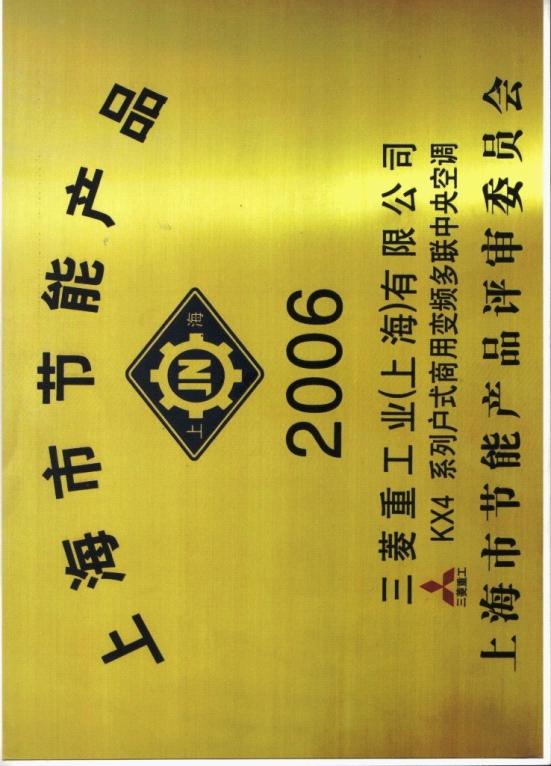 上海市节能产品
上 JN 海
2006
三菱重工业(上海)有限公司
三菱重工
KX4 系列户式商用变频多联中央空调
上海市节能产品评审委员会